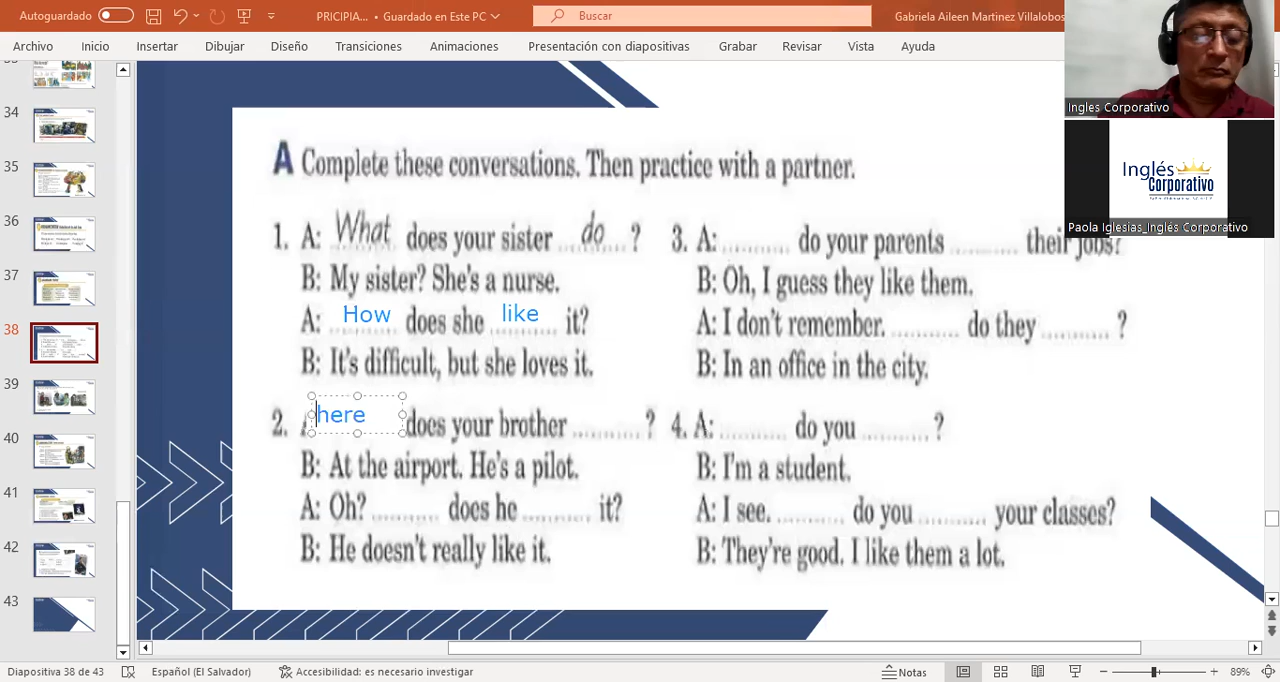 Autoguardado
PRICIPIA... • Guardado en Este PC
Buscar
Gabriela Aileen Martinez Villalobos
Archivo Inicio Insertar Dibujar Diseño Transiciones Animaciones Presentación con diapositivas Grabar Revisar Vista Ayuda
Ingles Corporativo
Inglés
Corporativo
Paola Iglesias_Inglés Corporativo
34
35
36
37
38
39
40
41
42
43
A Complete these conversations. Then practice with a partner.
1. A: What does your sister do ?
B: My sister? She's a nurse.
A: How does she like it?
B: It's difficult, but she loves it.
2. here does your brother .......... ?
B: At the airport. He's a pilot.
A: Oh? .......... does he .......... it?
B: He doesn't really like it.
3. A: .......... do your parents .......... their jobs?
B: Oh, I guess they like them.
A: I don't remember. .......... do they .......... ?
B: In an office in the city.
4. A: .......... do you .......... ?
B: I'm a student.
A: I see. .......... do you .......... your classes?
B: They're good. I like them a lot.
Diapositiva 38 de 43 Español (El Salvador) Accesibilidad: es necesario investigar Notas 89%